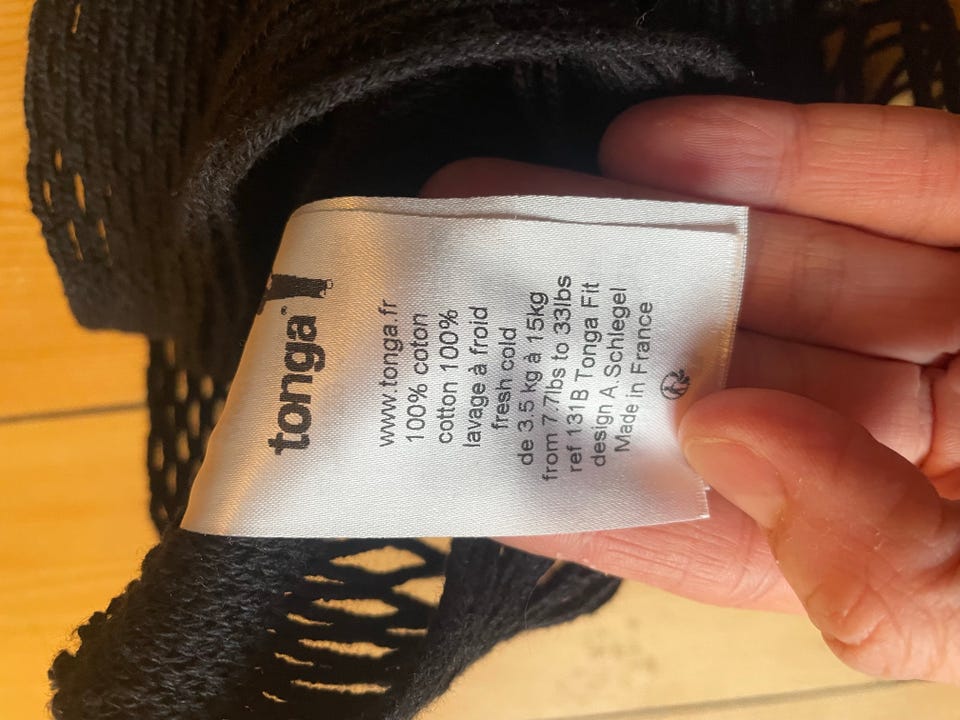 tonga
www.tonga.fr
100% coton
cotton 100%
lavage à froid
fresh cold
de 3.5 kg à 15kg
from 7.7lbs to 33lbs
ref 131B Tonga Fit
design A.Schlegel
Made in France